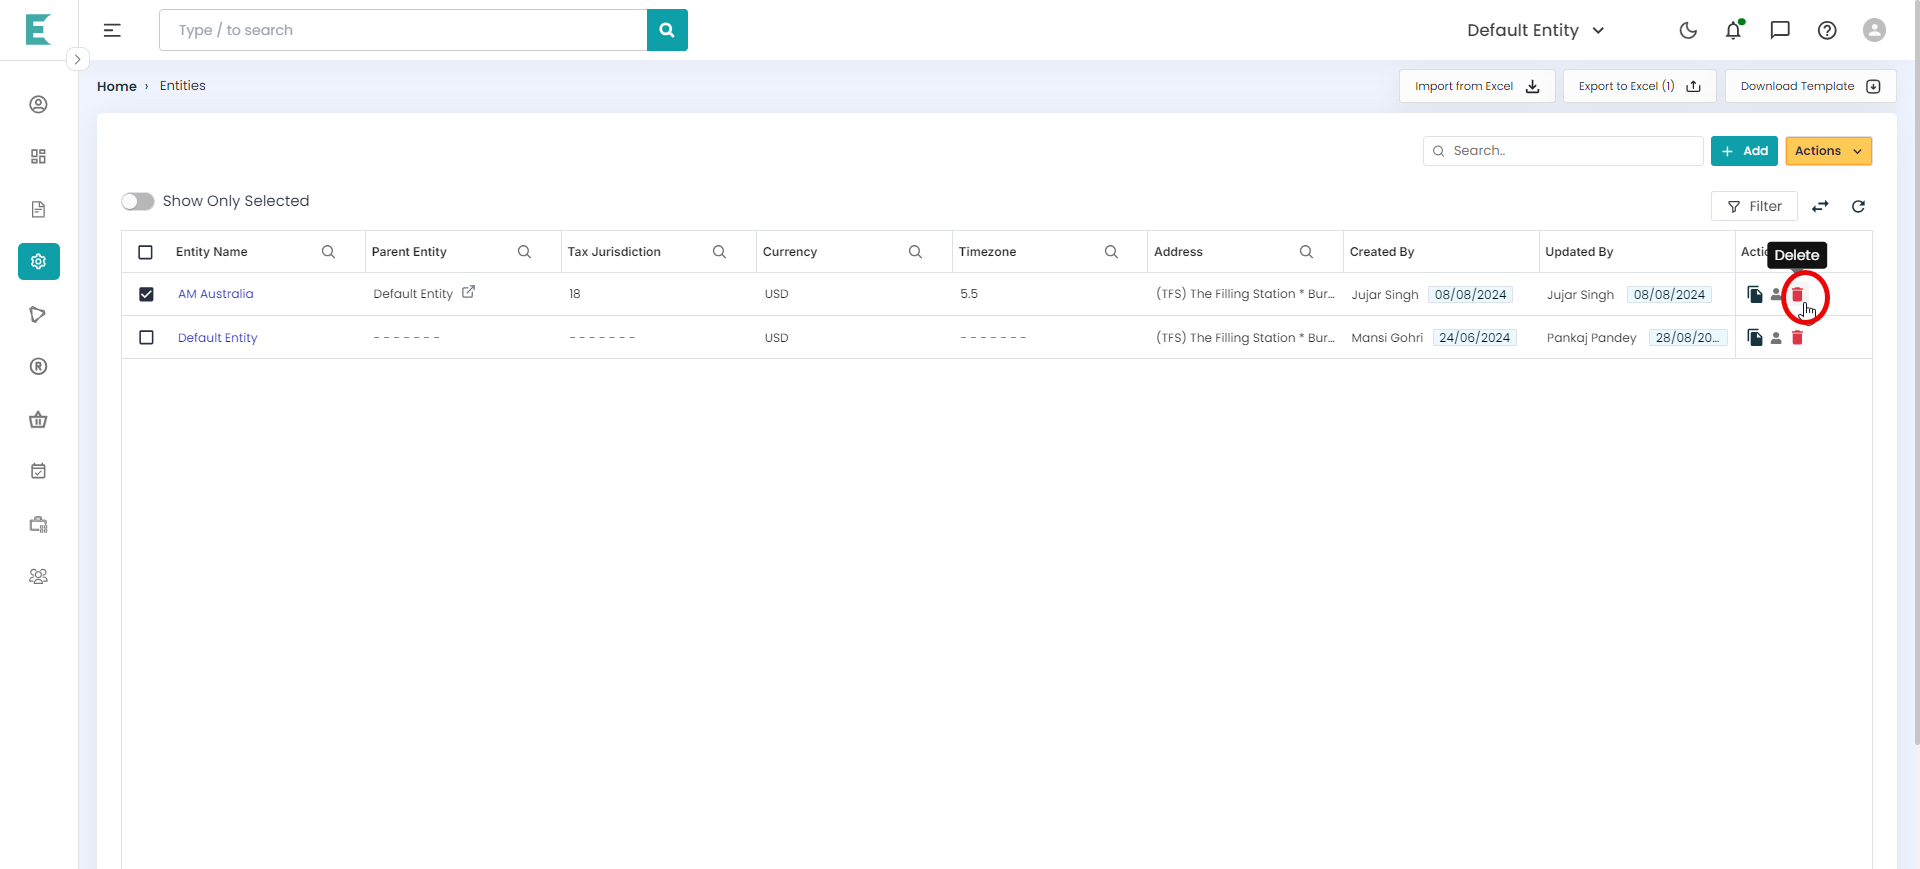 Type / to search
Default Entity
Home › Entities
Import from Excel
Export to Excel (1)
Download Template
Search..
+ Add
Actions
Show Only Selected
Filter
Entity Name
Parent Entity
Tax Jurisdiction
Currency
Timezone
Address
Created By
Updated By
Actio
Delete
AM Australia
Default Entity
18
USD
5.5
(TFS) The Filling Station * Bur...
Jujar Singh 08/08/2024
Jujar Singh 08/08/2024
Default Entity
- - - - - - -
- - - - - - -
USD
- - - - - - -
(TFS) The Filling Station * Bur...
Mansi Gohri 24/06/2024
Pankaj Pandey 28/08/20...